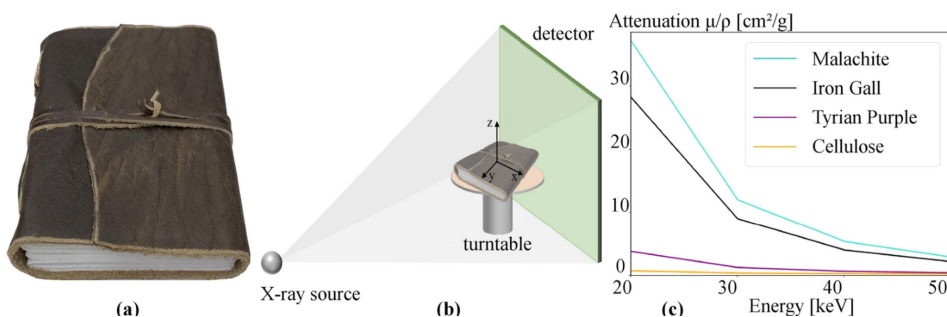 detector
z
y
x
turntable
X-ray source
Attenuation μ/ρ [cm²/g]
30
20
10
0
Malachite
Iron Gall
Tyrian Purple
Cellulose
20
30
40
50
Energy [keV]
(a)
(b)
(c)